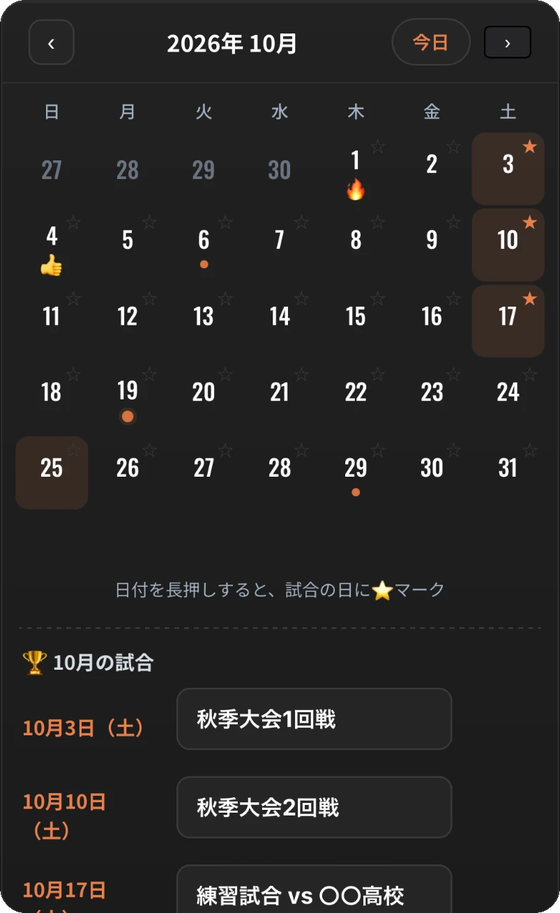 ‹ 2026年 10月 今日 ›
日 月 火 水 木 金 土
27 28 29 30 1 2 3
4 5 6 7 8 9 10
11 12 13 14 15 16 17
18 19 20 21 22 23 24
25 26 27 28 29 30 31
日付を長押しすると、試合の日に⭐マーク
🏆 10月の試合
10月3日（土） 秋季大会1回戦
10月10日
（土）
秋季大会2回戦
10月17日
練習試合 vs 〇〇高校